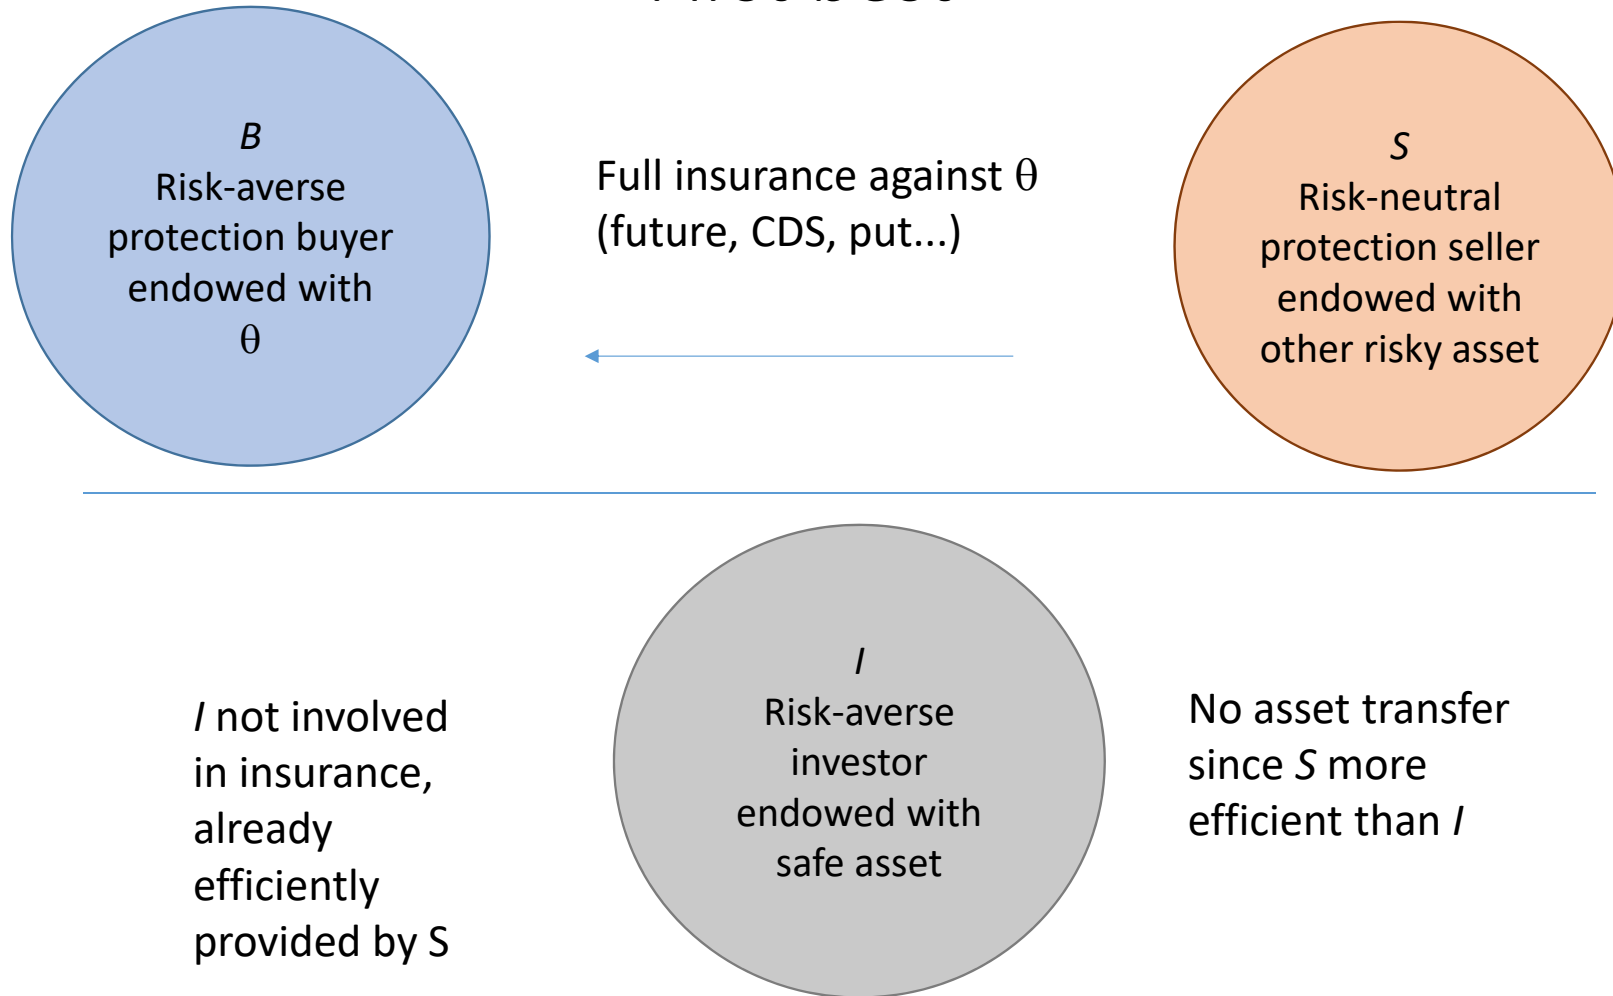 B
Risk-averse
protection buyer
endowed with
θ
Full insurance against θ
(future, CDS, put...)
S
Risk-neutral
protection seller
endowed with
other risky asset
I not involved
in insurance,
already
efficiently
provided by S
I
Risk-averse
investor
endowed with
safe asset
No asset transfer
since S more
efficient than I